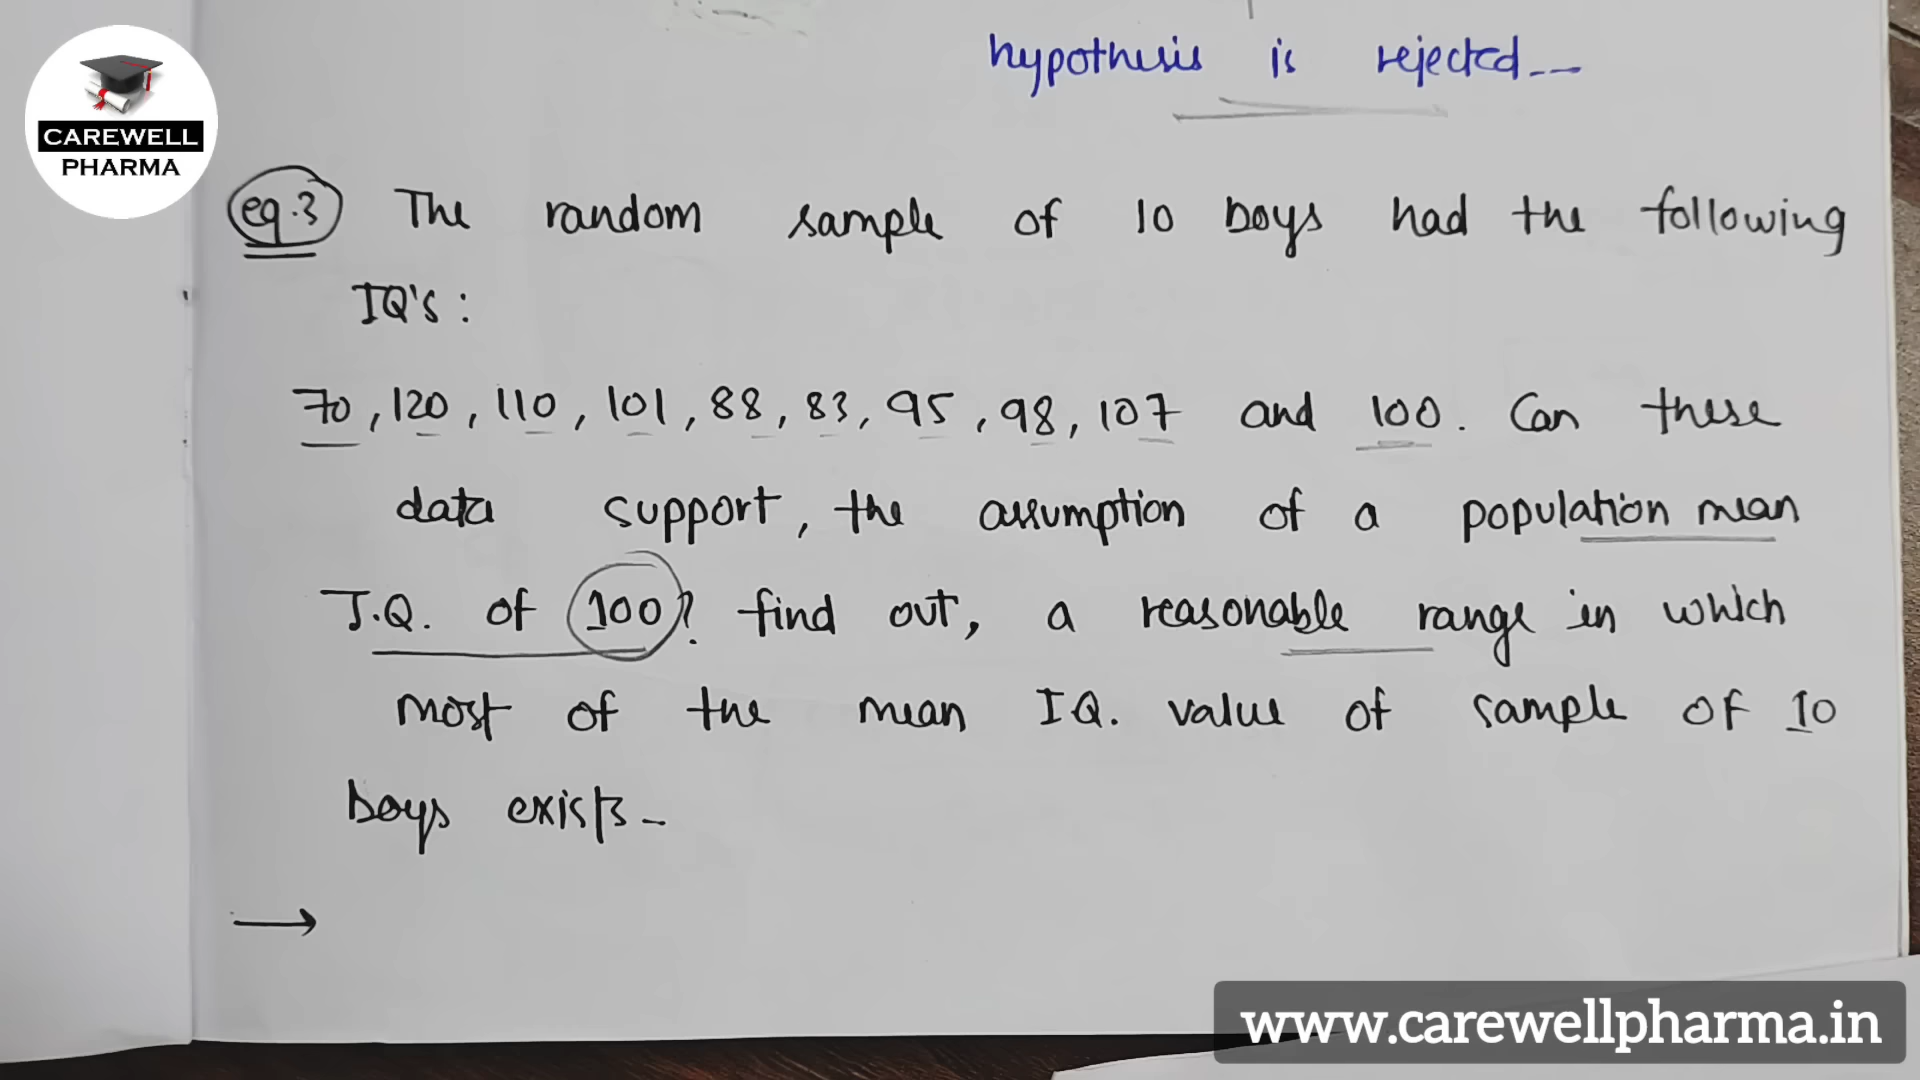 hypothesis is rejected--
CAREWELL
PHARMA
eg.3 The random sample of 10 boys had the following
IQ's :
70, 120, 110, 101, 88, 83, 95, 98, 107 and 100. Can these
data support, the assumption of a population mean
I.Q. of 100? find out, a reasonable range in which
most of the mean IQ. value of sample of 10
boys exists-
→
www.carewellpharma.in